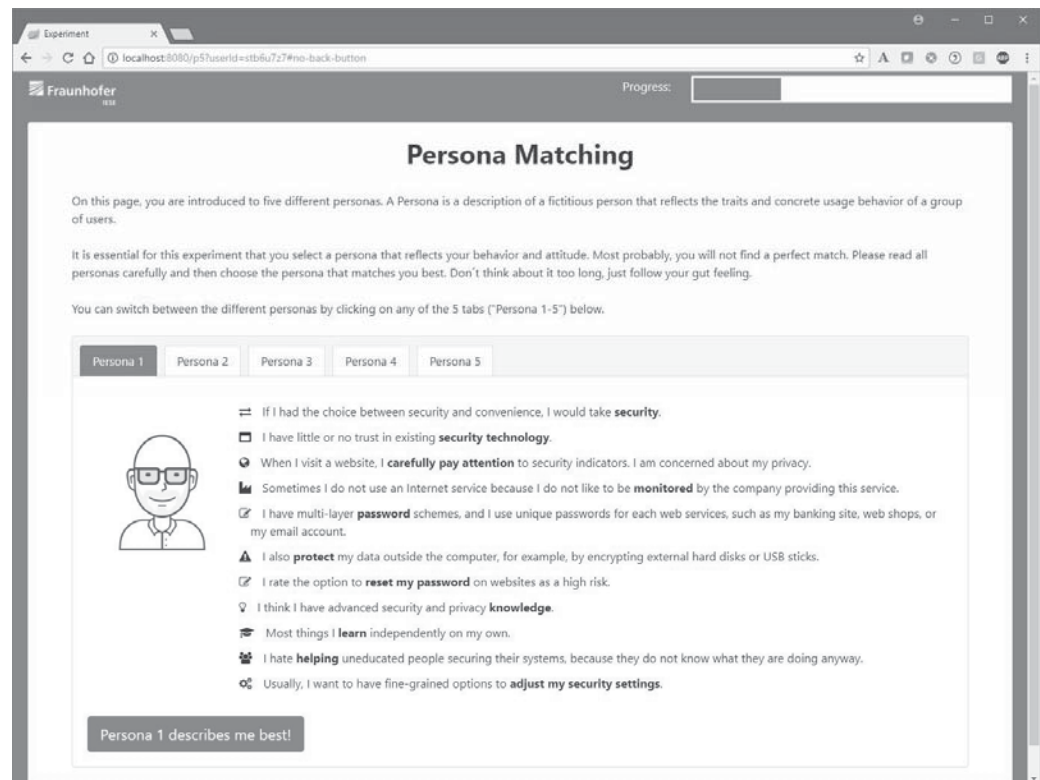 Experiment
localhost:8080/p5?userId=stb6u7z7#no-back-button
Fraunhofer
IESE
Progress:
Persona Matching
On this page, you are introduced to five different personas. A Persona is a description of a fictitious person that reflects the traits and concrete usage behavior of a group
of users.
It is essential for this experiment that you select a persona that reflects your behavior and attitude. Most probably, you will not find a perfect match. Please read all
personas carefully and then choose the persona that matches you best. Don´t think about it too long, just follow your gut feeling.
You can switch between the different personas by clicking on any of the 5 tabs ("Persona 1-5") below.
Persona 1 Persona 2 Persona 3 Persona 4 Persona 5
If I had the choice between security and convenience, I would take security.
I have little or no trust in existing security technology.
When I visit a website, I carefully pay attention to security indicators. I am concerned about my privacy.
Sometimes I do not use an Internet service because I do not like to be monitored by the company providing this service.
I have multi-layer password schemes, and I use unique passwords for each web services, such as my banking site, web shops, or
my email account.
I also protect my data outside the computer, for example, by encrypting external hard disks or USB sticks.
I rate the option to reset my password on websites as a high risk.
I think I have advanced security and privacy knowledge.
Most things I learn independently on my own.
I hate helping uneducated people securing their systems, because they do not know what they are doing anyway.
Usually, I want to have fine-grained options to adjust my security settings.
Persona 1 describes me best!